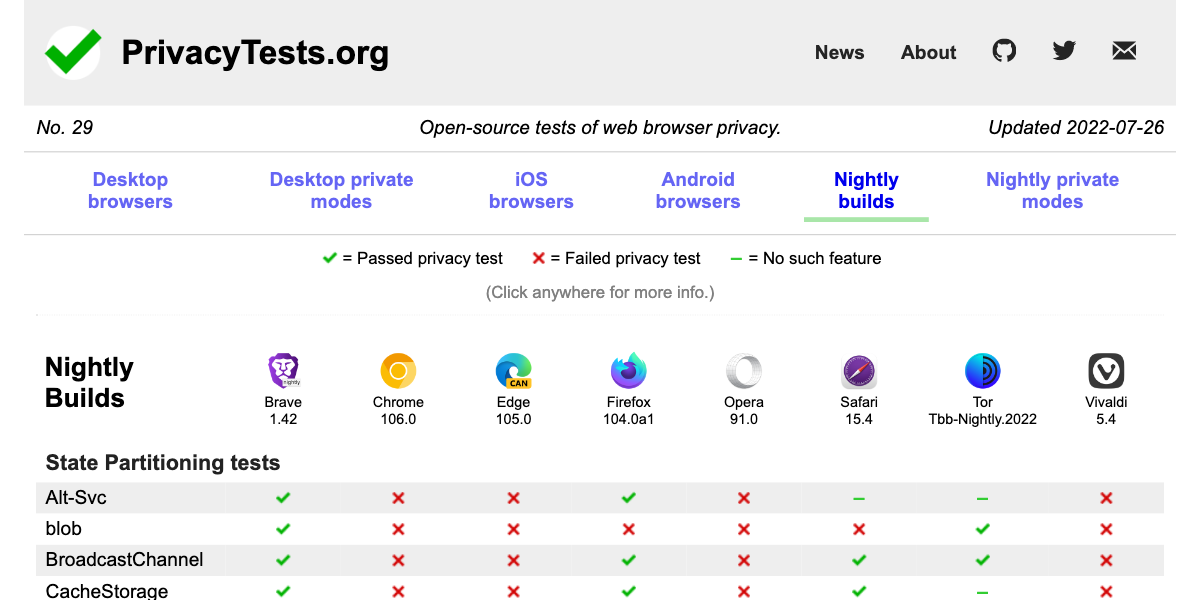 PrivacyTests.org
News About
No. 29 Open-source tests of web browser privacy. Updated 2022-07-26
Desktop browsers Desktop private modes iOS browsers Android browsers Nightly builds Nightly private modes
✔ = Passed privacy test ✖ = Failed privacy test – = No such feature
(Click anywhere for more info.)
Nightly Builds
nightly CAN
Brave Chrome Edge Firefox Opera Safari Tor Vivaldi
1.42 106.0 105.0 104.0a1 91.0 15.4 Tbb-Nightly.2022 5.4
State Partitioning tests
Alt-Svc ✔ ✖ ✖ ✔ ✖ – – ✖
blob ✔ ✖ ✖ ✖ ✖ ✖ ✔ ✖
BroadcastChannel ✔ ✖ ✖ ✔ ✖ ✔ ✔ ✖
CacheStorage ✔ ✖ ✖ ✔ ✖ ✔ – ✖